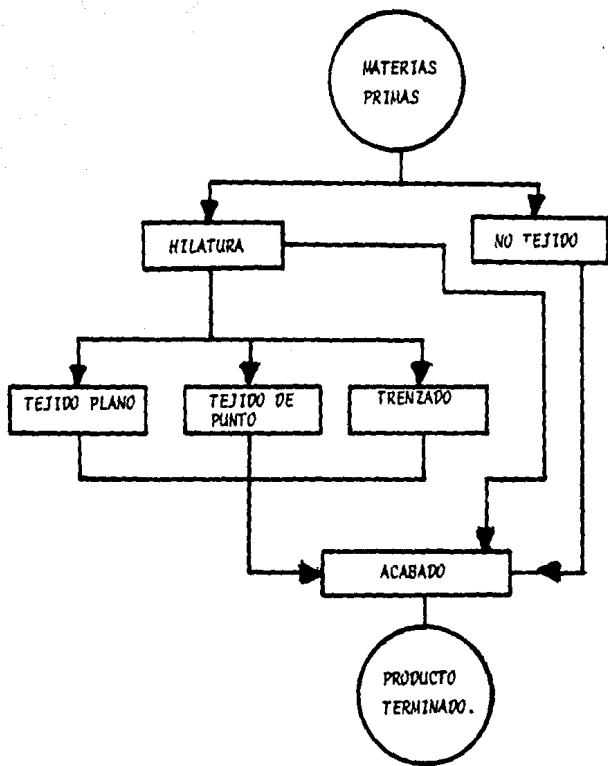 MATERIAS
PRIMAS
HILATURA
NO TEJIDO
TEJIDO PLANO
TEJIDO DE
PUNTO
TRENZADO
ACABADO
PRODUCTO
TERMINADO.